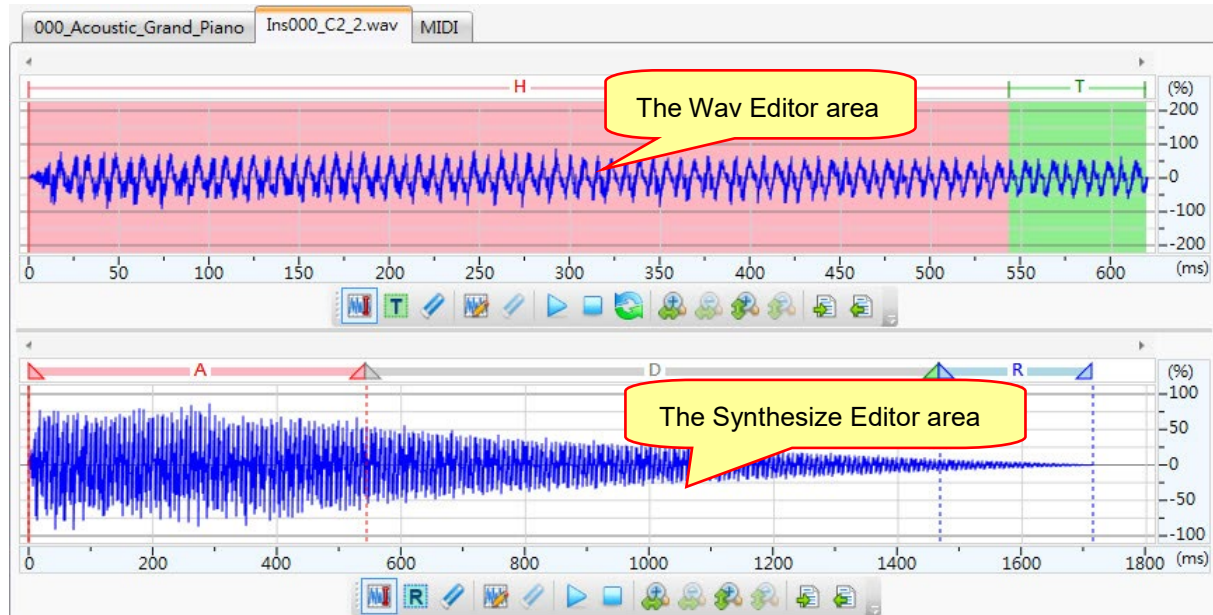 000_Acoustic_Grand_Piano Ins000_C2_2.wav MIDI
H T (%)
The Wav Editor area
200
100
0
-100
-200
0 50 100 150 200 250 300 350 400 450 500 550 600 (ms)
T
A D R (%)
100
The Synthesize Editor area
50
0
-50
-100
0 200 400 600 800 1000 1200 1400 1600 1800 (ms)
R